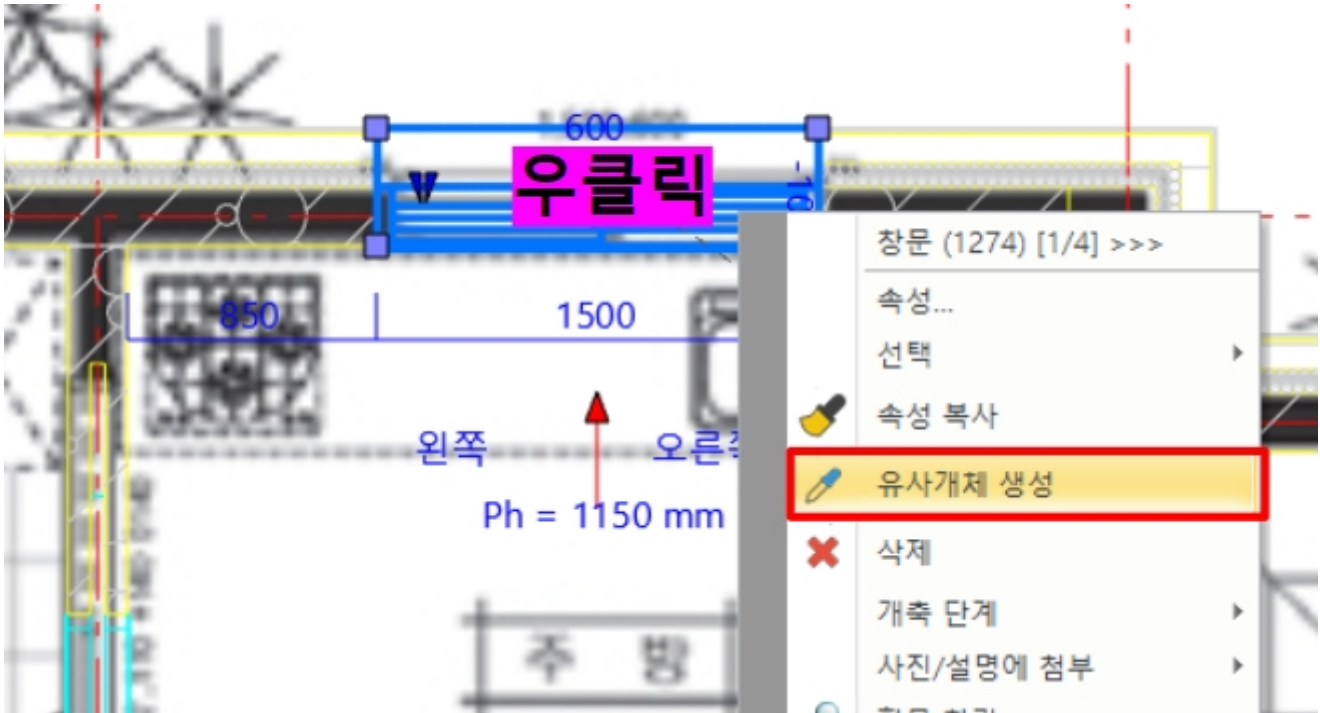 600
우클릭
창문 (1274) [1/4] >>>
속성...
850
1500
선택
속성 복사
왼쪽
유사개체 생성
Ph = 1150 mm
삭제
개축 단계
주 방
사진/설명에 첨부